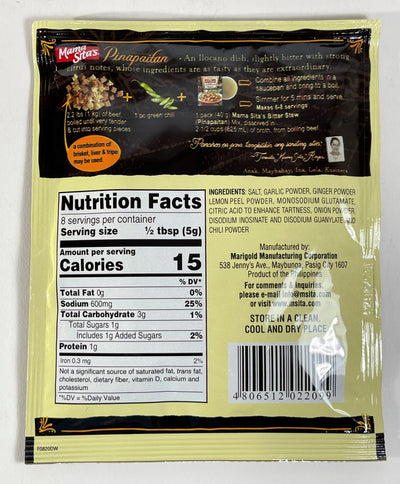 Mama Sita's
Pinapaitan - An Ilocano dish, slightly bitter with strong
citrus notes, whose ingredients are as tasty as they are extraordinary.
2.2 lbs (1 kg) of beef,
boiled until very tender
& cut into serving pieces
+
1 pc green chili
+
1 pack (40 g) Mama Sita's Bitter Stew
(Pinapaitan) Mix, dissolved in
2 1/2 cups (625 mL) of broth, from boiling beef
Combine all ingredients in a
saucepan and bring to a boil.
Simmer for 5 mins and serve.
Makes 6-8 servings
a combination of
brisket, liver & tripe
may be used.
Anak, Maybahay, Ina, Lola, Kusinera
Nutrition Facts
8 servings per container
Serving size ½ tbsp (5g)
Amount per serving
Calories 15
% DV*
Total Fat 0g 0%
Sodium 600mg 25%
Total Carbohydrate 3g 1%
Total Sugars 1g
Includes 1g Added Sugars 2%
Protein 1g
Iron 0.3 mg 2%
Not a significant source of saturated fat, trans fat,
cholesterol, dietary fiber, vitamin D, calcium and
potassium
*%DV = %Daily Value
INGREDIENTS: SALT, GARLIC POWDER, GINGER POWDER
LEMON PEEL POWDER, MONOSODIUM GLUTAMATE,
CITRIC ACID TO ENHANCE TARTNESS, ONION POWDER,
DISODIUM INOSINATE AND DISODIUM GUANYLATE, AND
CHILI POWDER
Manufactured by:
Marigold Manufacturing Corporation
538 Jenny's Ave., Maybunga, Pasig City 1607
Product of the Philippines
For comments & inquiries,
please e-mail info@msita.com
or visit www.msita.com
STORE IN A CLEAN,
COOL AND DRY PLACE
4 806512 022099
F0820DW